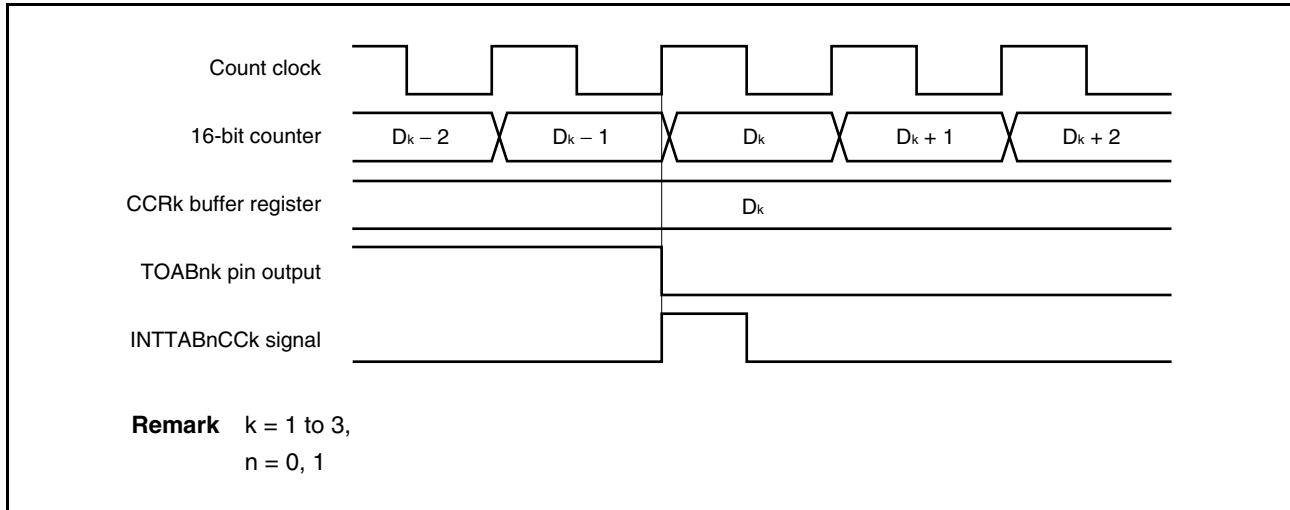 Count clock
16-bit counter
Dk − 2 Dk − 1 Dk Dk + 1 Dk + 2
CCRk buffer register
Dk
TOABnk pin output
INTTABnCCk signal
Remark k = 1 to 3,
n = 0, 1